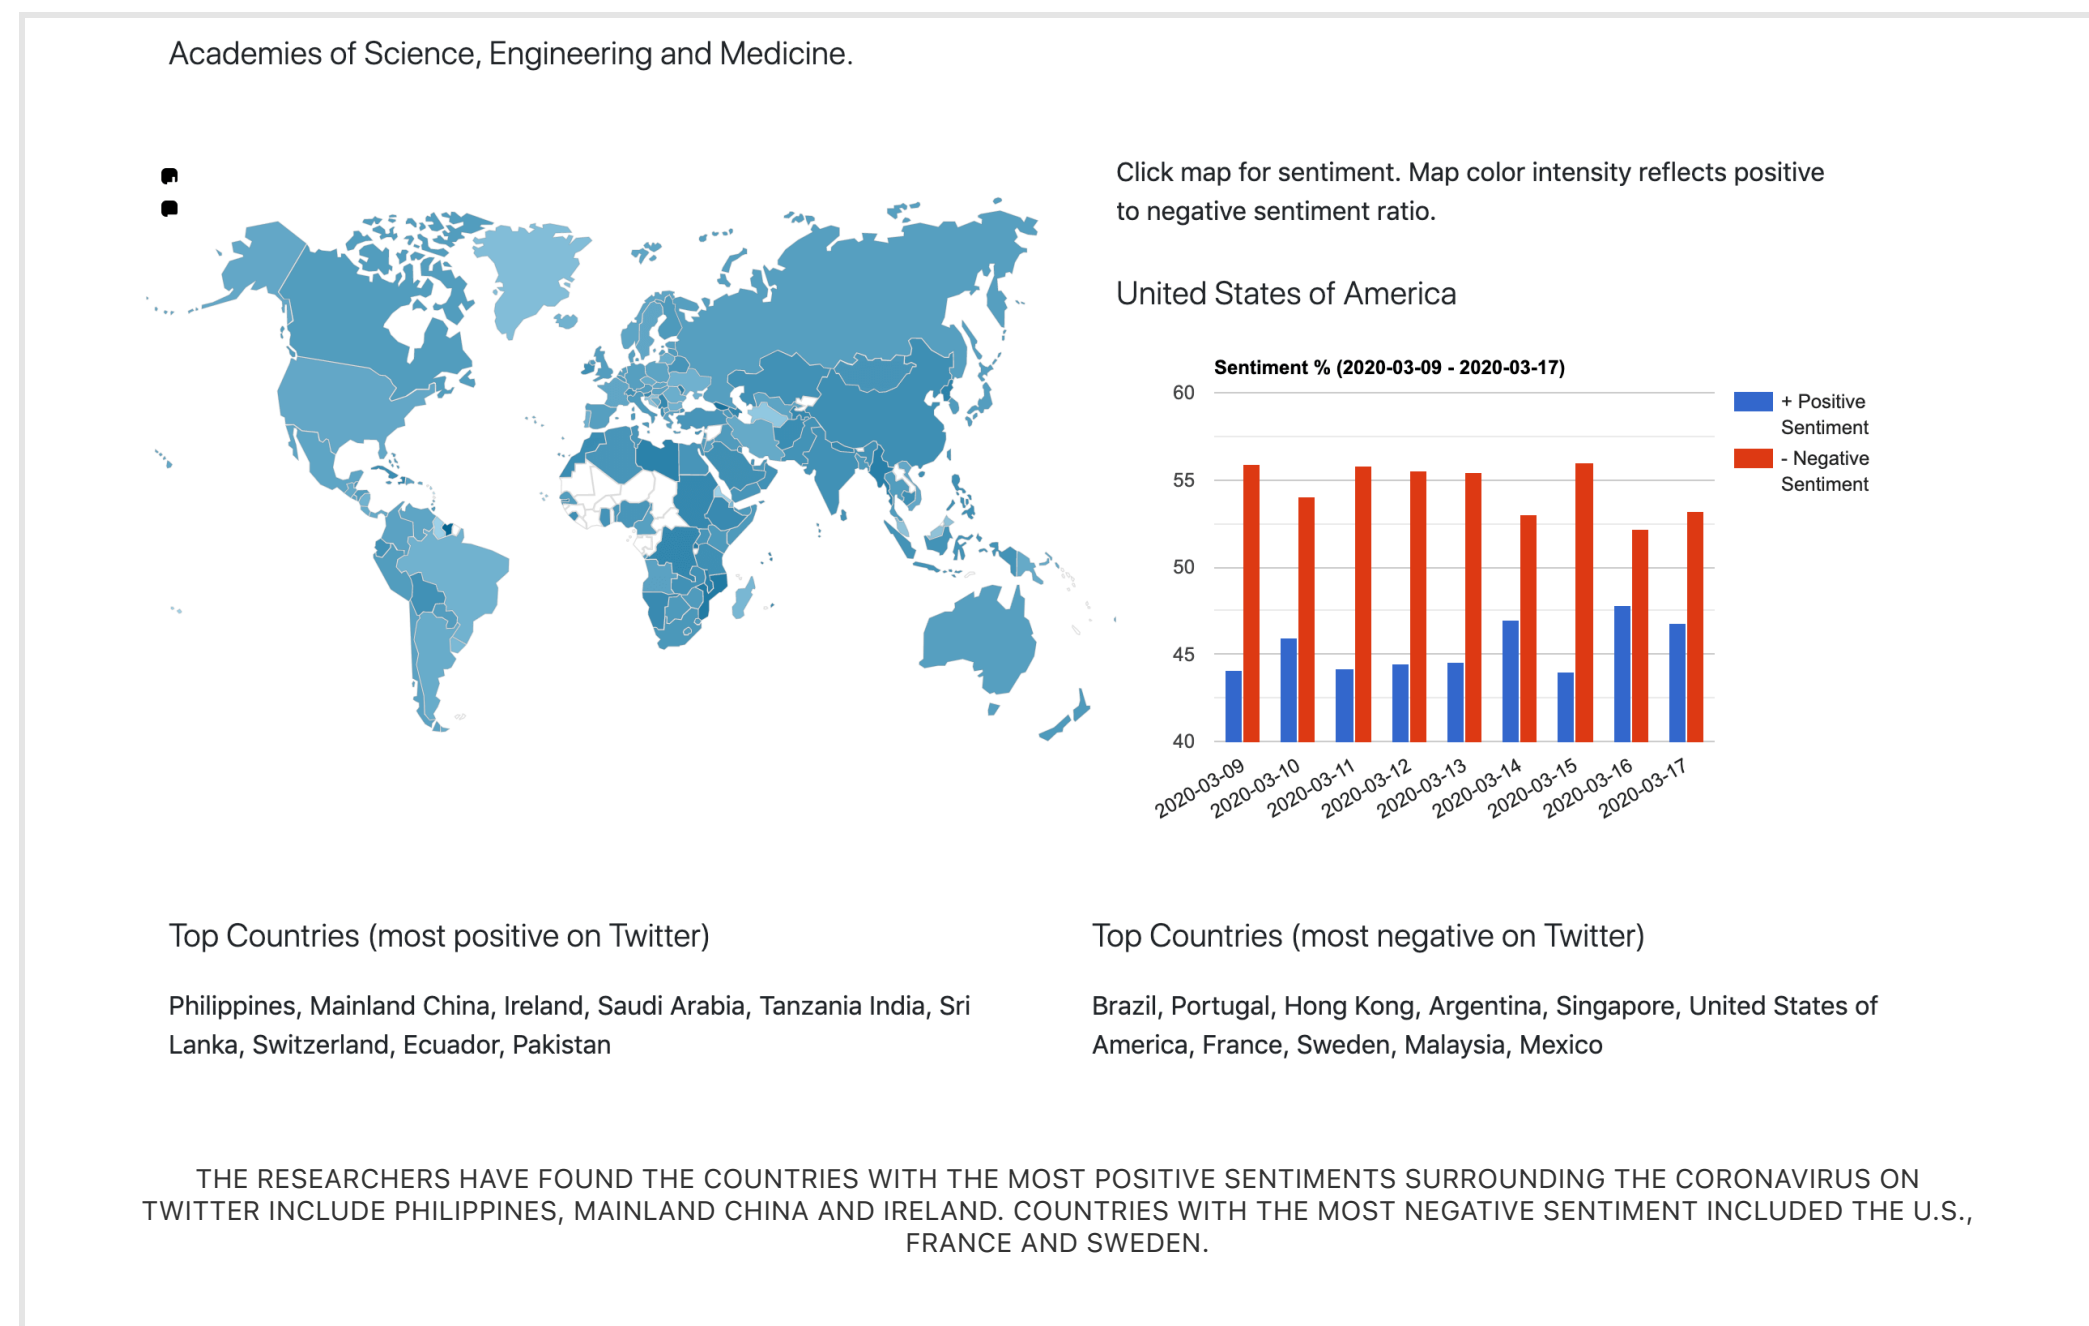 Academies of Science, Engineering and Medicine.
Click map for sentiment. Map color intensity reflects positive
to negative sentiment ratio.
United States of America
Sentiment % (2020-03-09 - 2020-03-17)
60
55
50
45
40
+ Positive
Sentiment
- Negative
Sentiment
2020-03-09
2020-03-10
2020-03-11
2020-03-12
2020-03-13
2020-03-14
2020-03-15
2020-03-16
2020-03-17
Top Countries (most positive on Twitter)
Philippines, Mainland China, Ireland, Saudi Arabia, Tanzania India, Sri
Lanka, Switzerland, Ecuador, Pakistan
Top Countries (most negative on Twitter)
Brazil, Portugal, Hong Kong, Argentina, Singapore, United States of
America, France, Sweden, Malaysia, Mexico
THE RESEARCHERS HAVE FOUND THE COUNTRIES WITH THE MOST POSITIVE SENTIMENTS SURROUNDING THE CORONAVIRUS ON
TWITTER INCLUDE PHILIPPINES, MAINLAND CHINA AND IRELAND. COUNTRIES WITH THE MOST NEGATIVE SENTIMENT INCLUDED THE U.S.,
FRANCE AND SWEDEN.